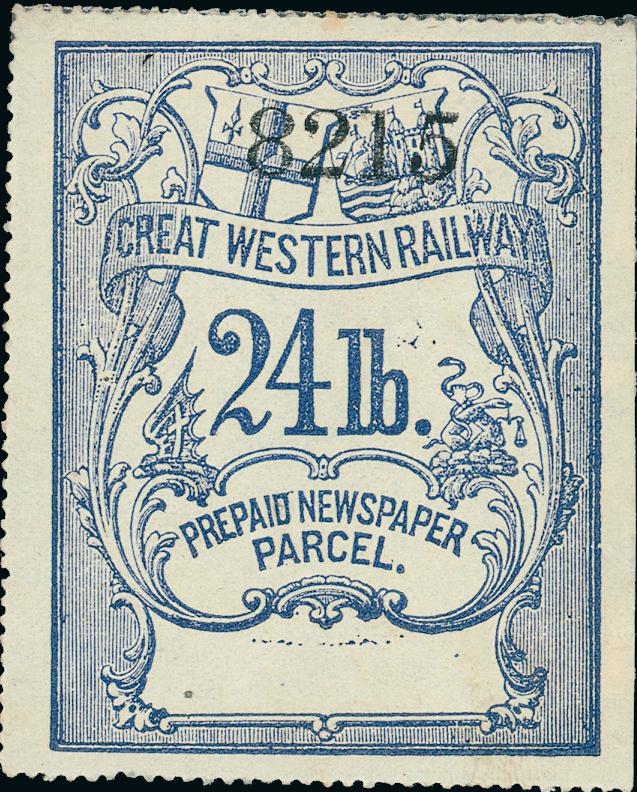 8215
GREAT WESTERN RAILWAY
24 lb.
PREPAID NEWSPAPER
PARCEL.